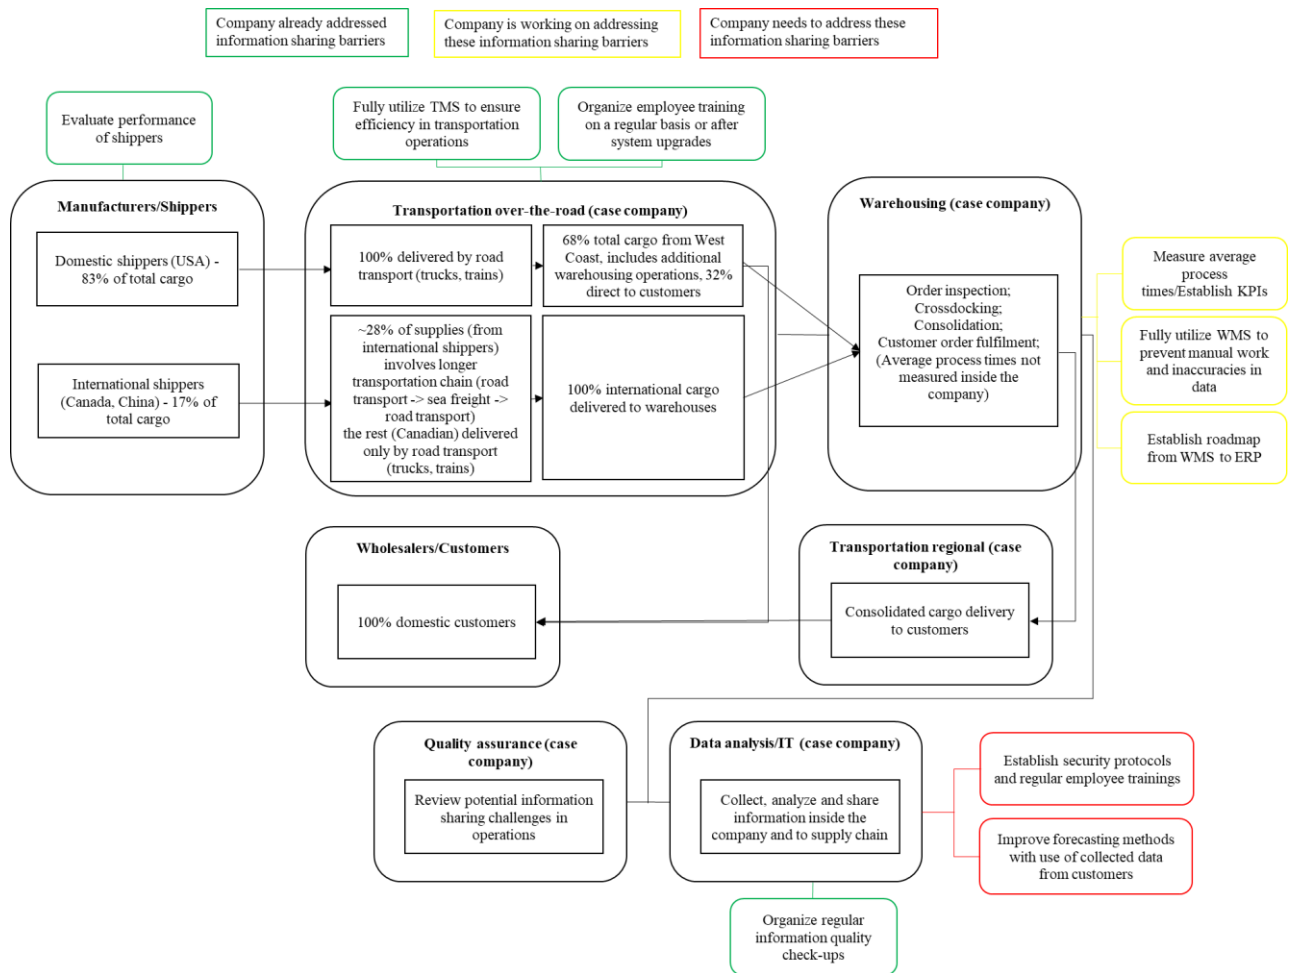 Company already addressed
information sharing barriers
Company is working on addressing
these information sharing barriers
Company needs to address these
information sharing barriers
Evaluate performance
of shippers
Fully utilize TMS to ensure
efficiency in transportation
operations
Organize employee training
on a regular basis or after
system upgrades
Manufacturers/Shippers
Domestic shippers (USA) -
83% of total cargo
International shippers
(Canada, China) - 17% of
total cargo
Transportation over-the-road (case company)
100% delivered by road
transport (trucks, trains)
68% total cargo from West
Coast, includes additional
warehousing operations, 32%
direct to customers
~28% of supplies (from
international shippers)
involves longer
transportation chain (road
transport -> sea freight ->
road transport)
the rest (Canadian) delivered
only by road transport
(trucks, trains)
100% international cargo
delivered to warehouses
Warehousing (case company)
Order inspection;
Crossdocking;
Consolidation;
Customer order fulfilment;
(Average process times not
measured inside the
company)
Measure average
process
times/Establish KPIs
Fully utilize WMS to
prevent manual work
and inaccuracies in
data
Establish roadmap
from WMS to ERP
Wholesalers/Customers
100% domestic customers
Transportation regional (case
company)
Consolidated cargo delivery
to customers
Quality assurance (case
company)
Review potential information
sharing challenges in
operations
Data analysis/IT (case company)
Collect, analyze and share
information inside the
company and to supply chain
Establish security protocols
and regular employee trainings
Improve forecasting methods
with use of collected data
from customers
Organize regular
information quality
check-ups